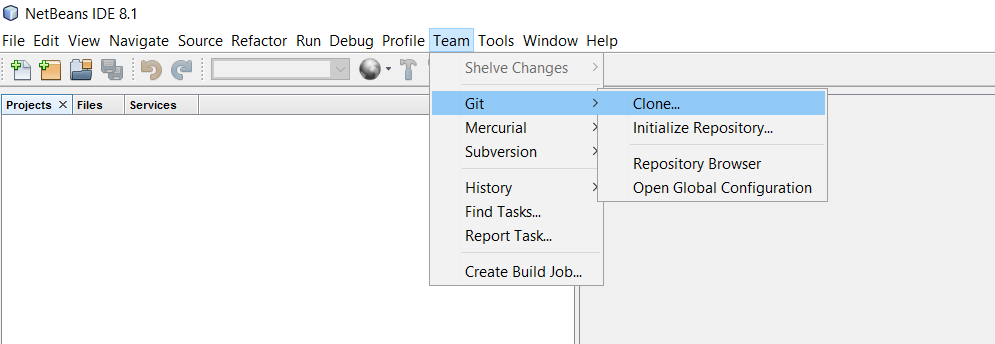 NetBeans IDE 8.1
File Edit View Navigate Source Refactor Run Debug Profile Team Tools Window Help
Shelve Changes
Projects Files Services
Git
Clone...
Mercurial
Initialize Repository...
Subversion
Repository Browser
History
Open Global Configuration
Find Tasks...
Report Task...
Create Build Job...